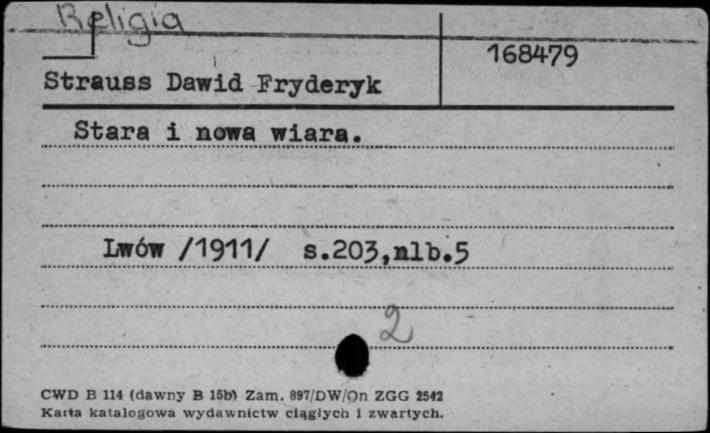 Religia
168479
Strauss Dawid Fryderyk
Stara i nowa wiara.
Lwów /1911/ s.203,nlb.5
2
CWD B 114 (dawny B 15b) Zam. 897/DW/On ZGG 2542
Karta katalogowa wydawnictw ciągłych i zwartych.